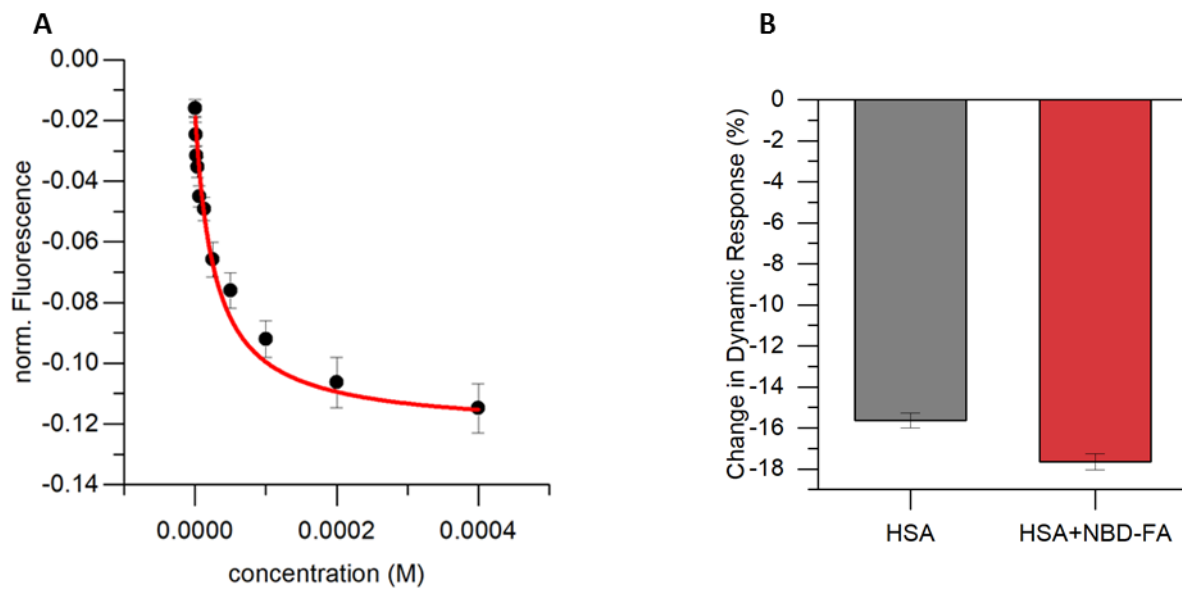 A
norm. Fluorescence
0.00
-0.02
-0.04
-0.06
-0.08
-0.10
-0.12
-0.14
0.0000 0.0002 0.0004
concentration (M)
B
Change in Dynamic Response (%)
0
-2
-4
-6
-8
-10
-12
-14
-16
-18
HSA HSA+NBD-FA